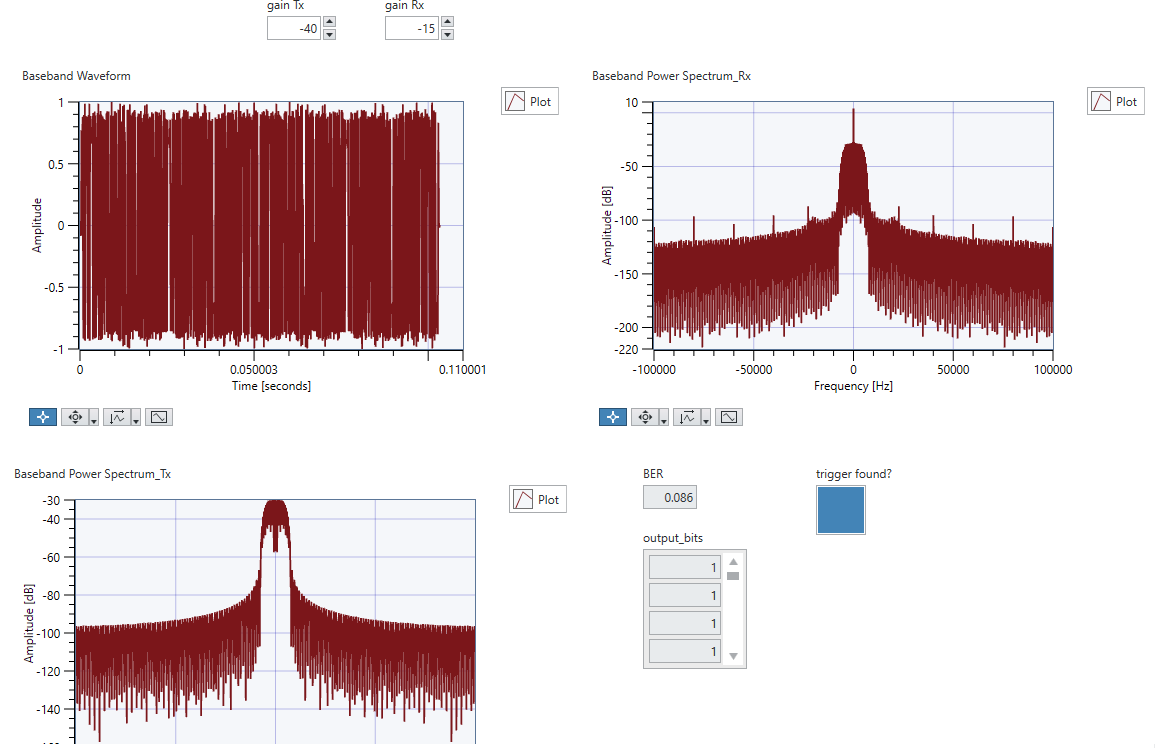 gain Tx
gain Rx
-40
-15
Baseband Waveform
Plot
1
0.5
0
-0.5
-1
Amplitude
0
0.050003
0.110001
Time [seconds]
Baseband Power Spectrum_Rx
Plot
10
-50
-100
-150
-200
-220
Amplitude [dB]
-100000
-50000
0
50000
100000
Frequency [Hz]
Baseband Power Spectrum_Tx
Plot
-30
-40
-60
-80
-100
-120
-140
Amplitude [dB]
BER
0.086
trigger found?
output_bits
1
1
1
1